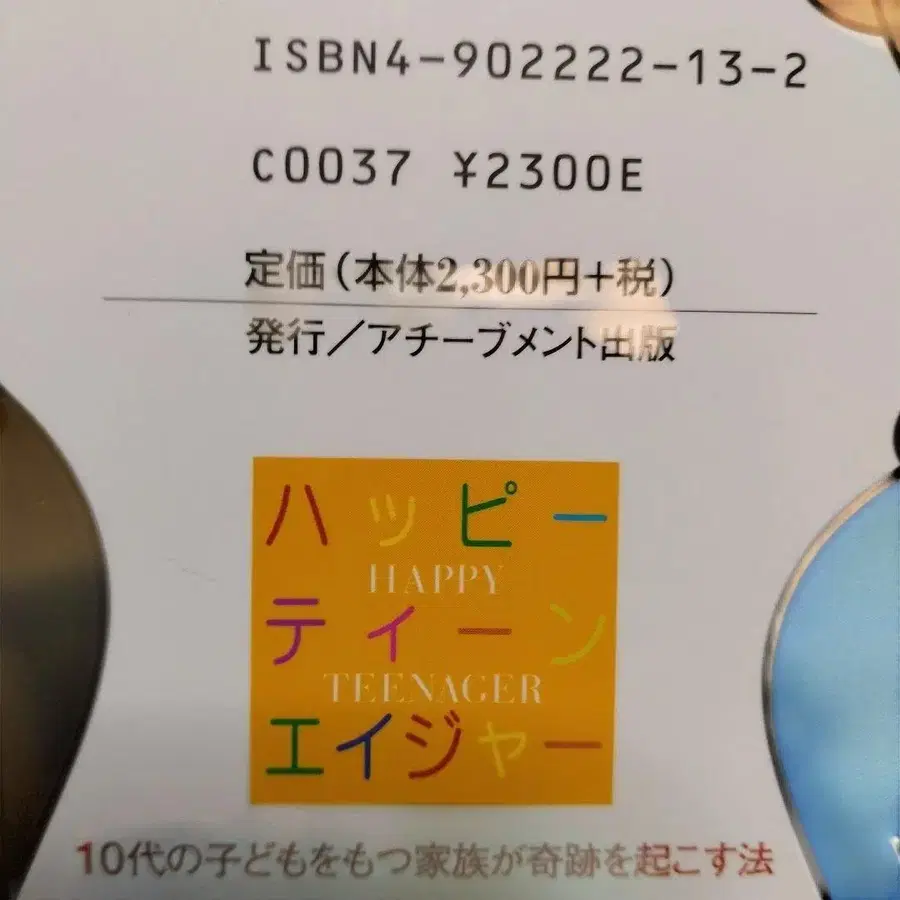 ISBN4-902222-13-2
C0037 ¥2300E
定価(本体2,300円+税)
発行/アチーブメント出版
ハッピー
HAPPY
ティーン
TEENAGER
エイジャー
10代の子どもをもつ家族が奇跡を起こす法